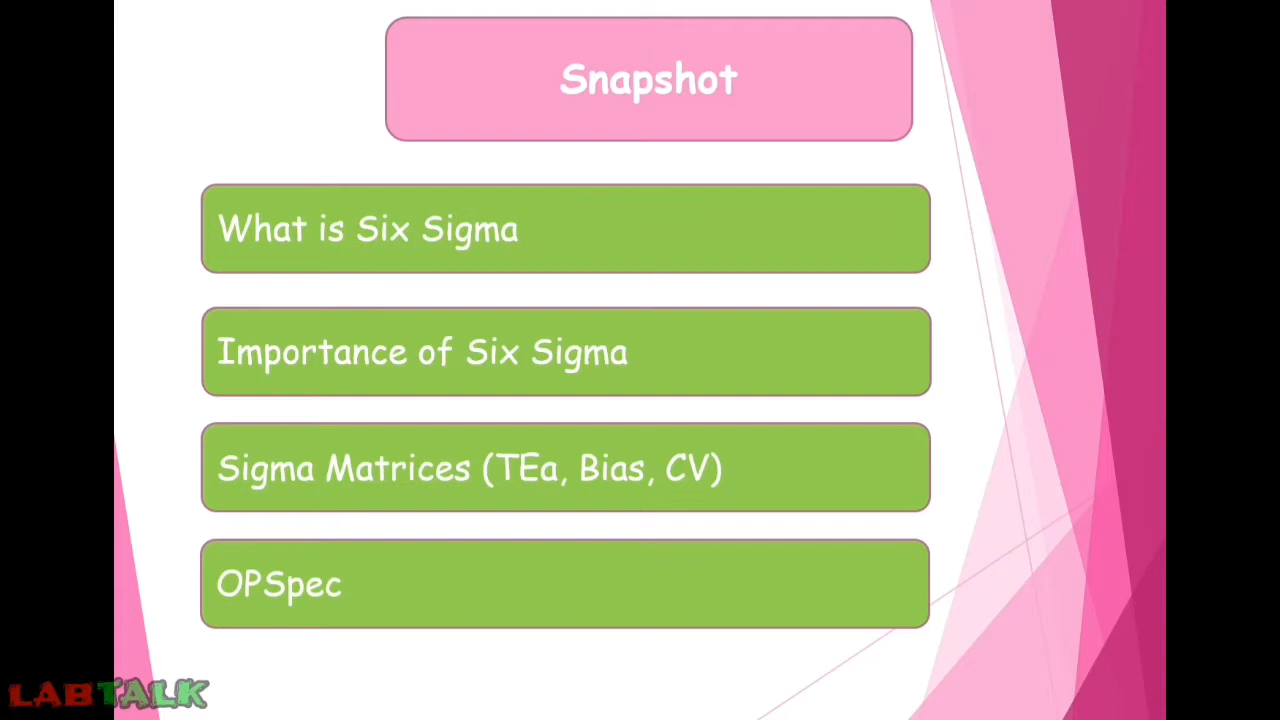 Snapshot
What is Six Sigma
Importance of Six Sigma
Sigma Matrices (TEa, Bias, CV)
OPSpec
LABTALK